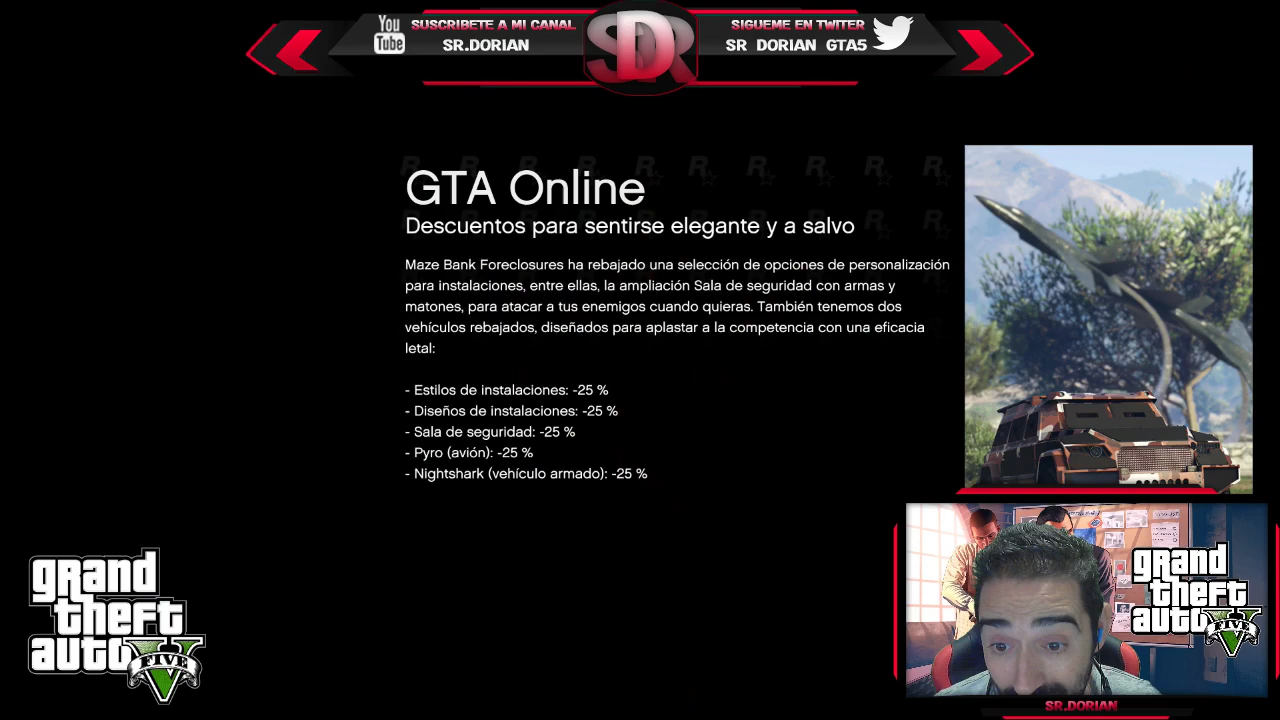 You
Tube
SUSCRIBETE A MI CANAL
SR.DORIAN
SDR
SIGUEME EN TWITER
SR DORIAN GTA5
GTA Online
Descuentos para sentirse elegante y a salvo
Maze Bank Foreclosures ha rebajado una selección de opciones de personalización
para instalaciones, entre ellas, la ampliación Sala de seguridad con armas y
matones, para atacar a tus enemigos cuando quieras. También tenemos dos
vehículos rebajados, diseñados para aplastar a la competencia con una eficacia
letal:
- Estilos de instalaciones: -25 %
- Diseños de instalaciones: -25 %
- Sala de seguridad: -25 %
- Pyro (avión): -25 %
- Nightshark (vehículo armado): -25 %
grand
theft
auto V
FIVE
grand
theft
auto V
FIVE
SR.DORIAN